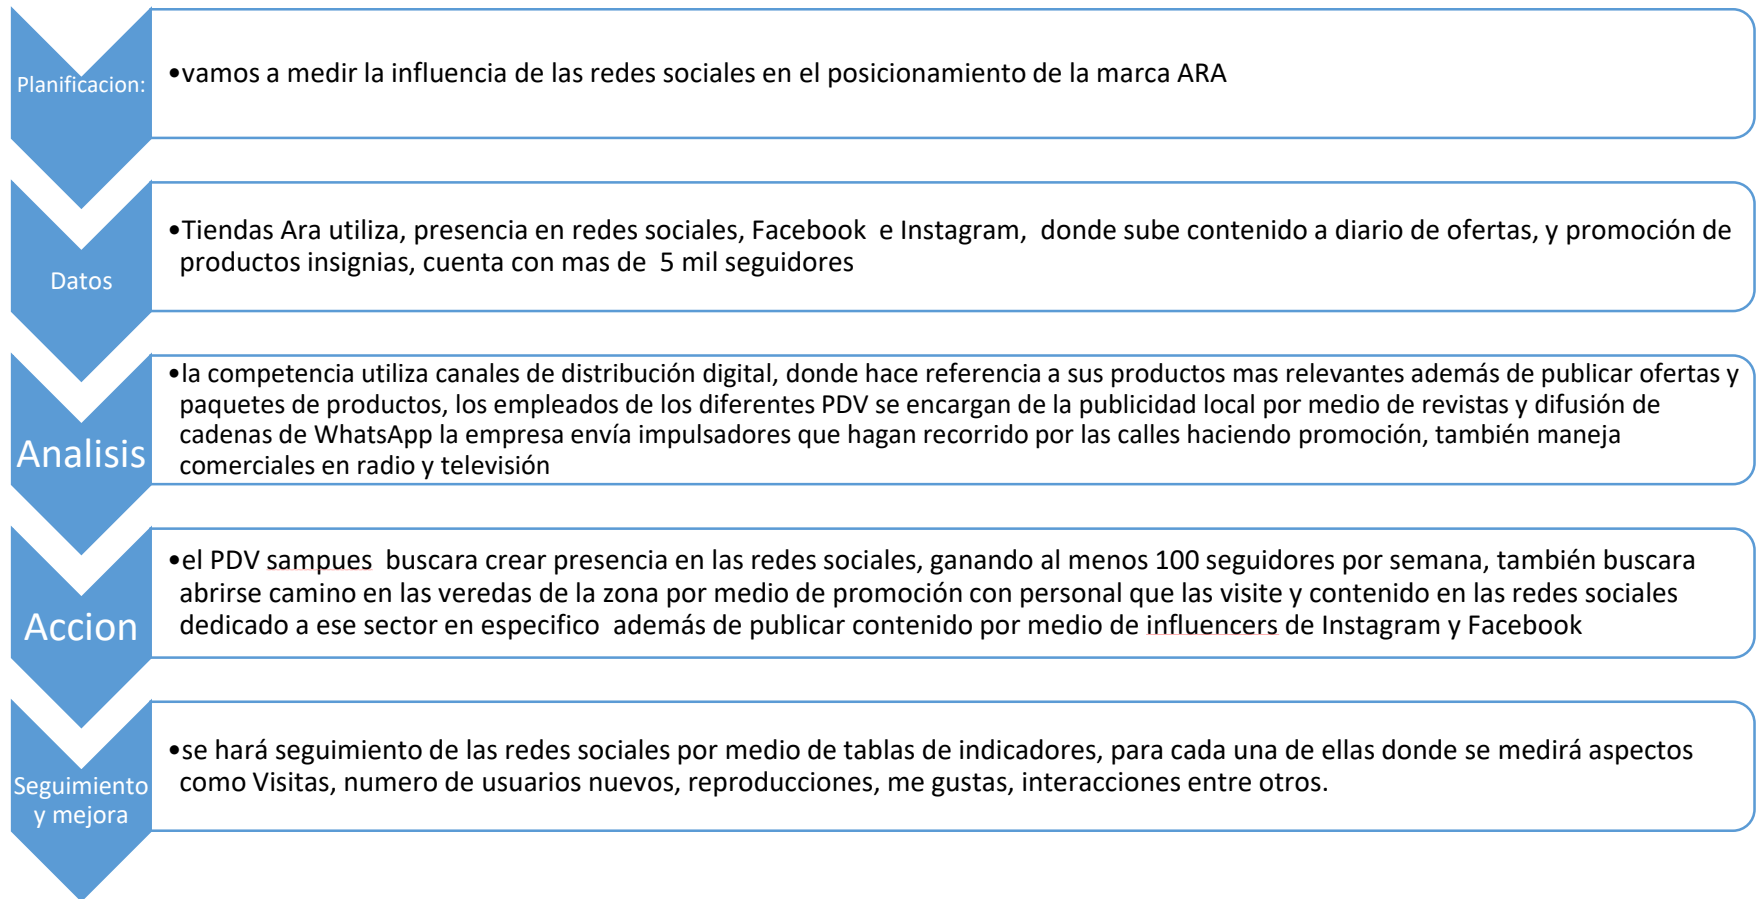 Planificacion:
•vamos a medir la influencia de las redes sociales en el posicionamiento de la marca ARA
Datos
•Tiendas Ara utiliza, presencia en redes sociales, Facebook e Instagram, donde sube contenido a diario de ofertas, y promoción de
productos insignias, cuenta con mas de 5 mil seguidores
Analisis
•la competencia utiliza canales de distribución digital, donde hace referencia a sus productos mas relevantes además de publicar ofertas y
paquetes de productos, los empleados de los diferentes PDV se encargan de la publicidad local por medio de revistas y difusión de
cadenas de WhatsApp la empresa envía impulsadores que hagan recorrido por las calles haciendo promoción, también maneja
comerciales en radio y televisión
Accion
•el PDV sampues buscara crear presencia en las redes sociales, ganando al menos 100 seguidores por semana, también buscara
abrirse camino en las veredas de la zona por medio de promoción con personal que las visite y contenido en las redes sociales
dedicado a ese sector en especifico además de publicar contenido por medio de influencers de Instagram y Facebook
Seguimiento
y mejora
•se hará seguimiento de las redes sociales por medio de tablas de indicadores, para cada una de ellas donde se medirá aspectos
como Visitas, numero de usuarios nuevos, reproducciones, me gustas, interacciones entre otros.